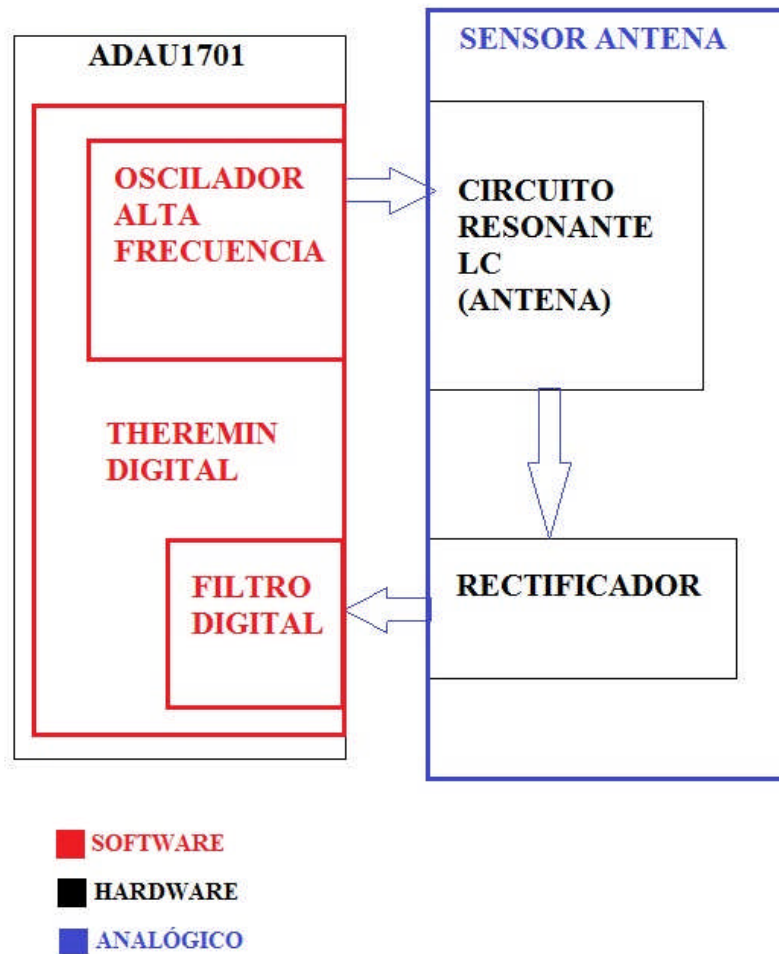 ADAU1701
SENSOR ANTENA
OSCILADOR
ALTA
FRECUENCIA
CIRCUITO
RESONANTE
LC
(ANTENA)
THEREMIN
DIGITAL
FILTRO
DIGITAL
RECTIFICADOR
SOFTWARE
HARDWARE
ANALÓGICO